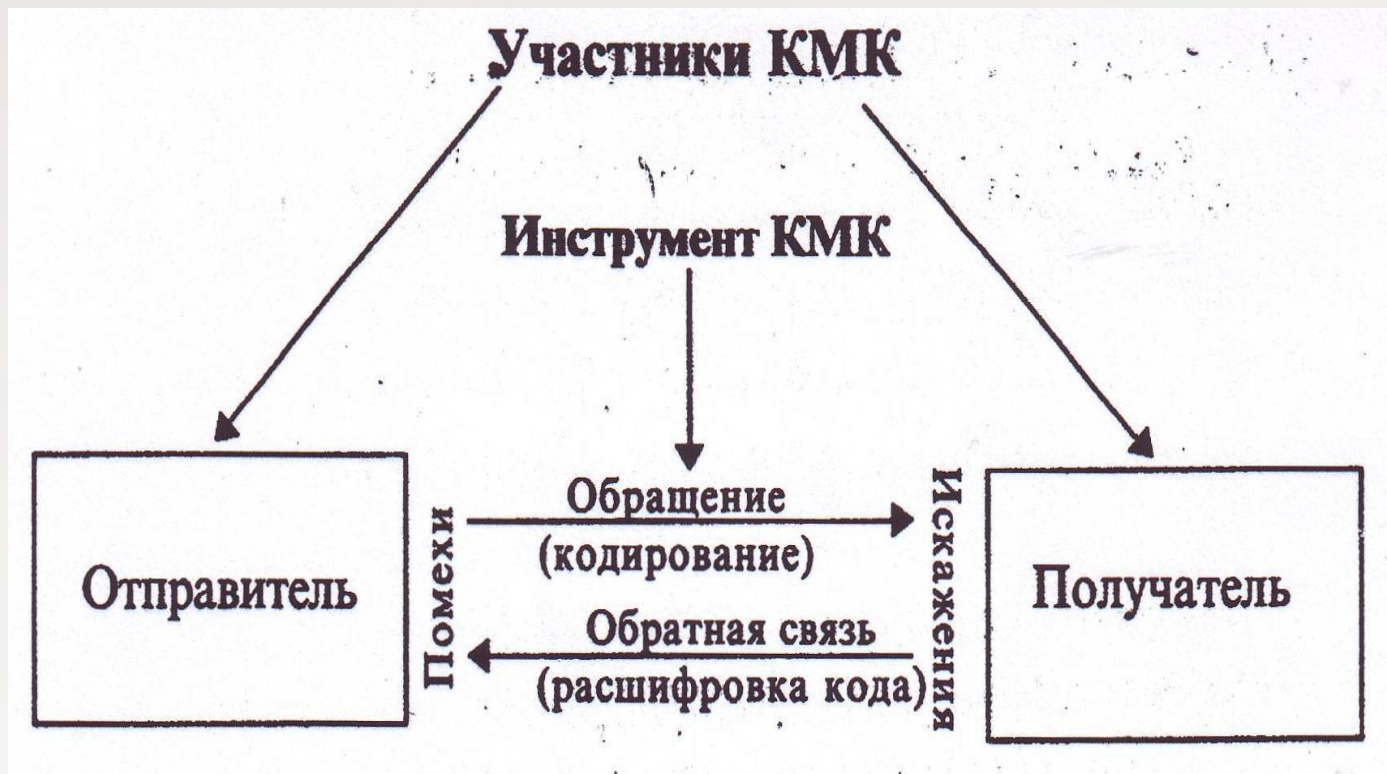 Участники КМК
Инструмент КМК
Отправитель
Помехи
Обращение
(кодирование)
Обратная связь
(расшифровка кода)
Искажения
Получатель